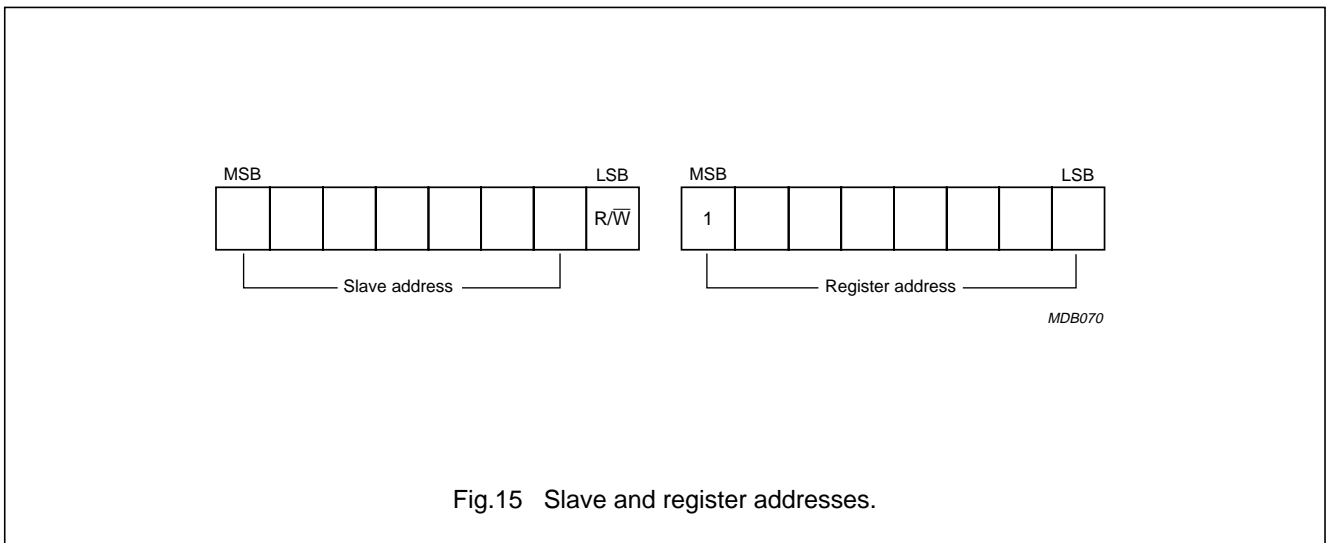 MSB LSB MSB LSB
R/W̅ 1
Slave address Register address
MDB070
Fig.15 Slave and register addresses.